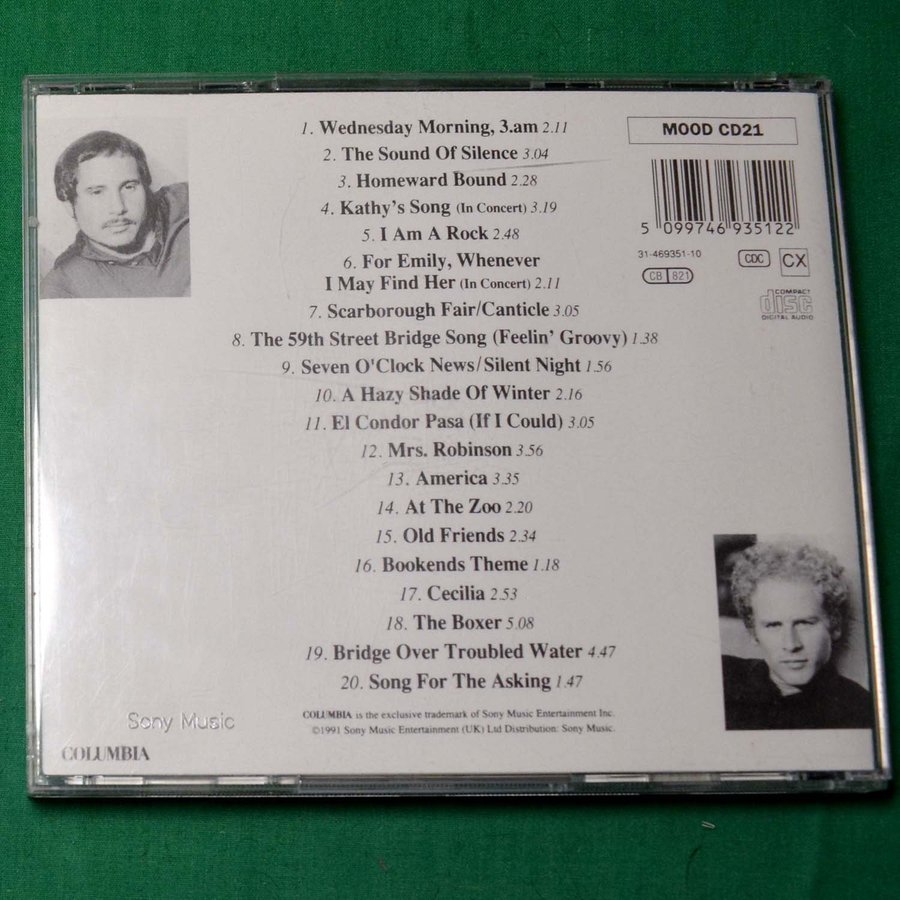 1. Wednesday Morning, 3.am 2.11
2. The Sound Of Silence 3.04
3. Homeward Bound 2.28
4. Kathy's Song (In Concert) 3.19
5. I Am A Rock 2.48
6. For Emily, Whenever
I May Find Her (In Concert) 2.11
7. Scarborough Fair/Canticle 3.05
8. The 59th Street Bridge Song (Feelin' Groovy) 1.38
9. Seven O'Clock News/Silent Night 1.56
10. A Hazy Shade Of Winter 2.16
11. El Condor Pasa (If I Could) 3.05
12. Mrs. Robinson 3.56
13. America 3.35
14. At The Zoo 2.20
15. Old Friends 2.34
16. Bookends Theme 1.18
17. Cecilia 2.53
18. The Boxer 5.08
19. Bridge Over Troubled Water 4.47
20. Song For The Asking 1.47
COLUMBIA is the exclusive trademark of Sony Music Entertainment Inc.
©1991 Sony Music Entertainment (UK) Ltd Distribution: Sony Music.
MOOD CD21
5 099746 935122
31-469351-10
CDC CX
CB 821
COMPACT
disc
DIGITAL AUDIO
Sony Music
COLUMBIA